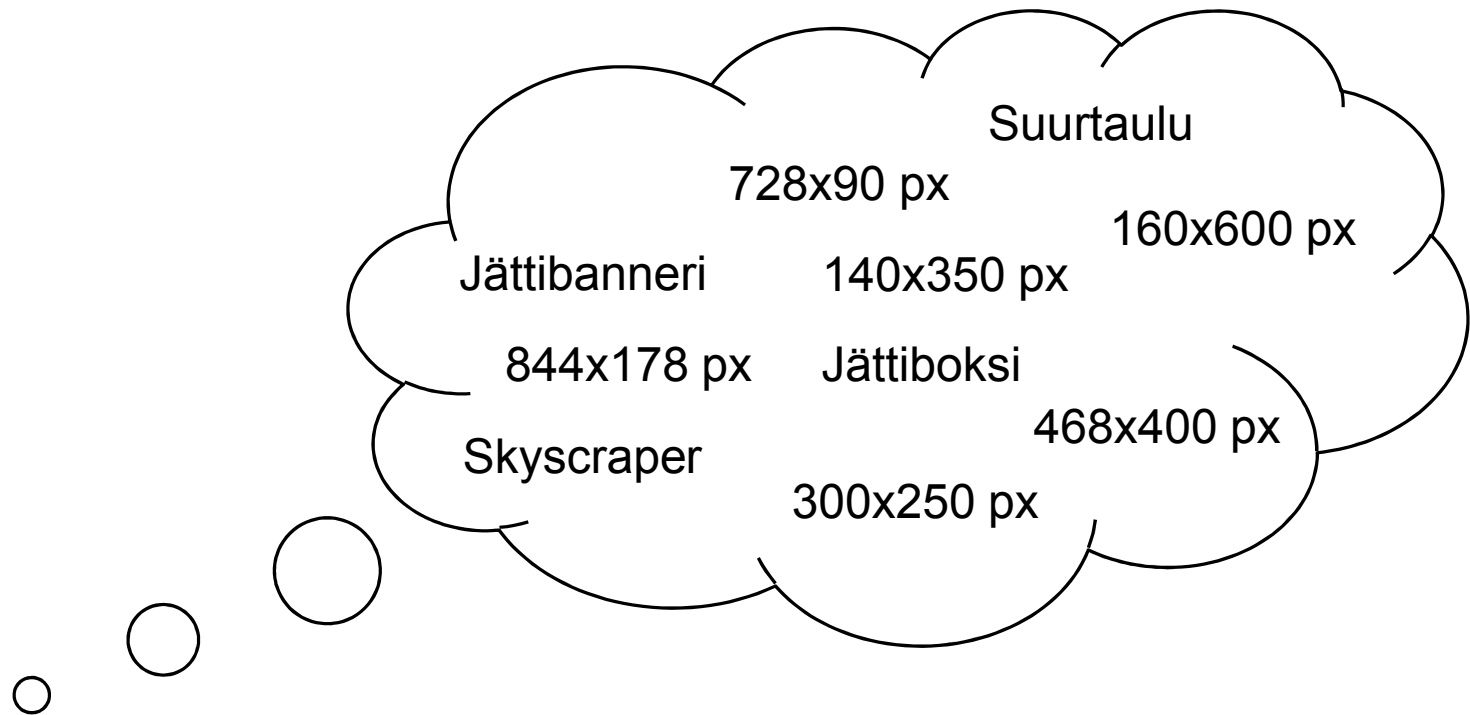 Suurtaulu
728x90 px
160x600 px
Jättibanneri
140x350 px
844x178 px
Jättiboksi
468x400 px
Skyscraper
300x250 px